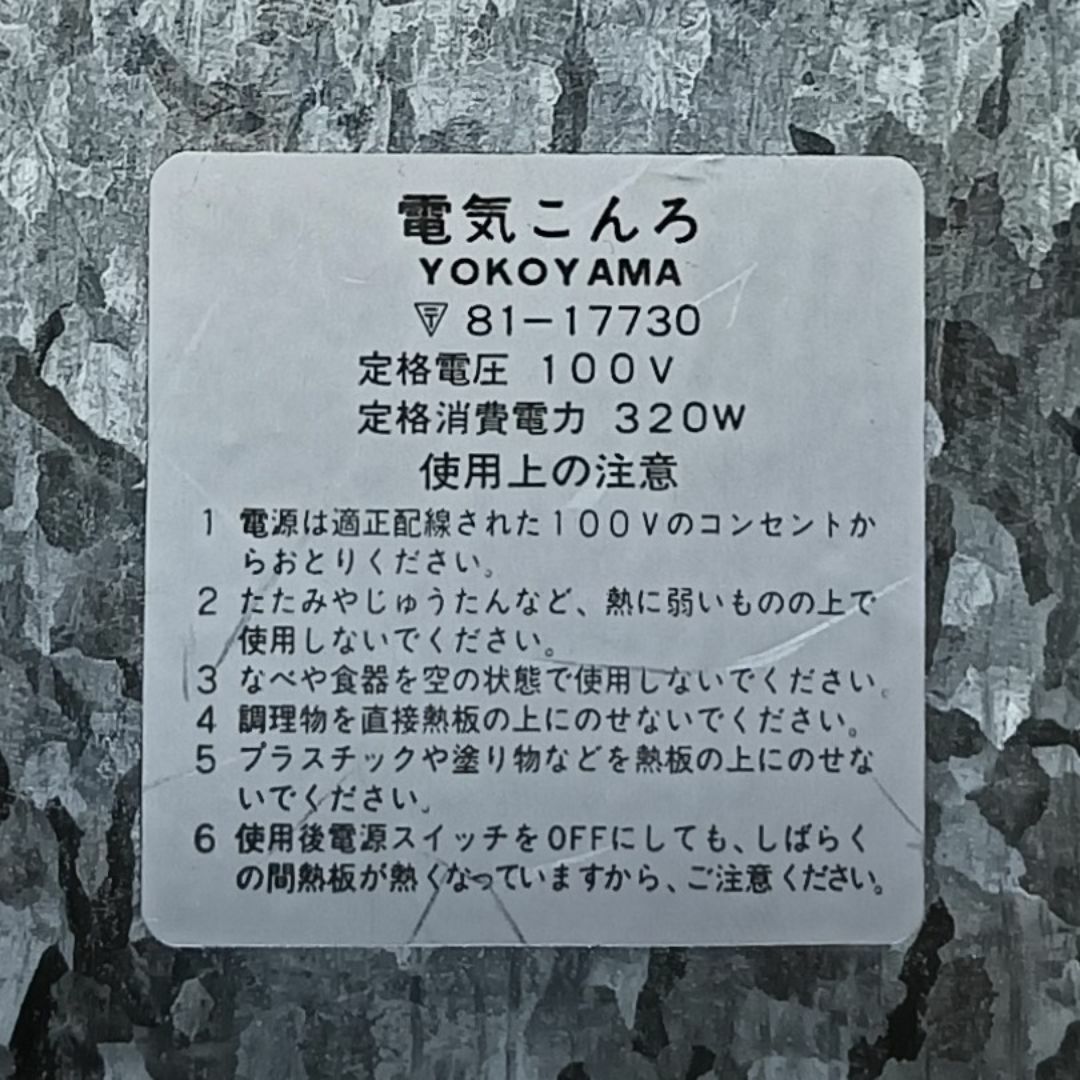 電気こんろ
YOKOYAMA
〒 81-17730
定格電圧 100V
定格消費電力 320W
使用上の注意
1 電源は適正配線された100Vのコンセントか
らおとりください。
2 たたみやじゅうたんなど、熱に弱いものの上で
使用しないでください。
3 なべや食器を空の状態で使用しないでください。
4 調理物を直接熱板の上にのせないでください。
5 プラスチックや塗り物などを熱板の上にのせな
いでください。
6 使用後電源スイッチをOFFにしても、しばらく
の間熱板が熱くなっていますから、ご注意ください。